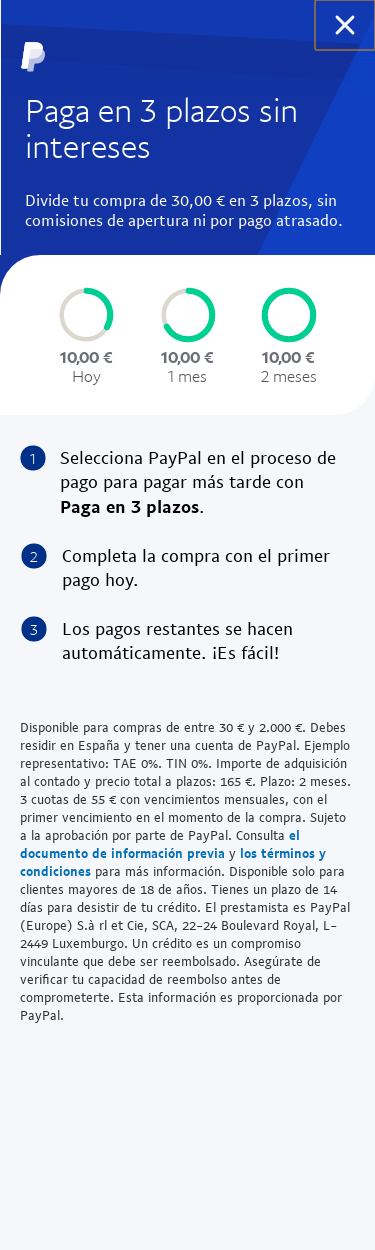 Paga en 3 plazos sin
intereses
Divide tu compra de 30,00 € en 3 plazos, sin
comisiones de apertura ni por pago atrasado.
10,00 € 10,00 € 10,00 €
Hoy 1 mes 2 meses
1 Selecciona PayPal en el proceso de
pago para pagar más tarde con
Paga en 3 plazos.
2 Completa la compra con el primer
pago hoy.
3 Los pagos restantes se hacen
automáticamente. ¡Es fácil!
Disponible para compras de entre 30 € y 2.000 €. Debes
residir en España y tener una cuenta de PayPal. Ejemplo
representativo: TAE 0%. TIN 0%. Importe de adquisición
al contado y precio total a plazos: 165 €. Plazo: 2 meses.
3 cuotas de 55 € con vencimientos mensuales, con el
primer vencimiento en el momento de la compra. Sujeto
a la aprobación por parte de PayPal. Consulta el
documento de información previa y los términos y
condiciones para más información. Disponible solo para
clientes mayores de 18 de años. Tienes un plazo de 14
días para desistir de tu crédito. El prestamista es PayPal
(Europe) S.à rl et Cie, SCA, 22-24 Boulevard Royal, L-
2449 Luxemburgo. Un crédito es un compromiso
vinculante que debe ser reembolsado. Asegúrate de
verificar tu capacidad de reembolso antes de
comprometerte. Esta información es proporcionada por
PayPal.